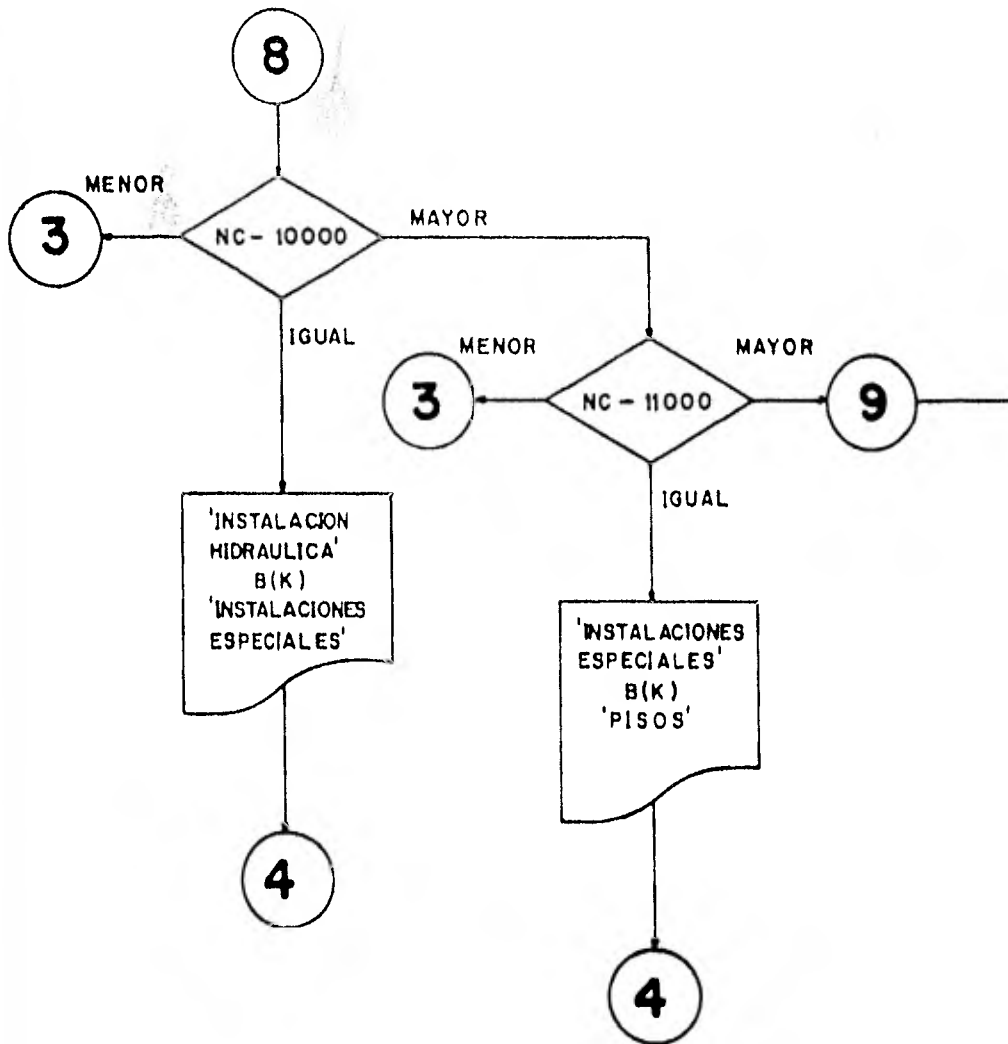 8
MENOR
3
NC - 10000
MAYOR
IGUAL
MENOR
3
NC - 11000
MAYOR
9
IGUAL
'INSTALACION
HIDRAULICA'
B(K)
'INSTALACIONES
ESPECIALES'
'INSTALACIONES
ESPECIALES'
B(K)
'PISOS'
4
4